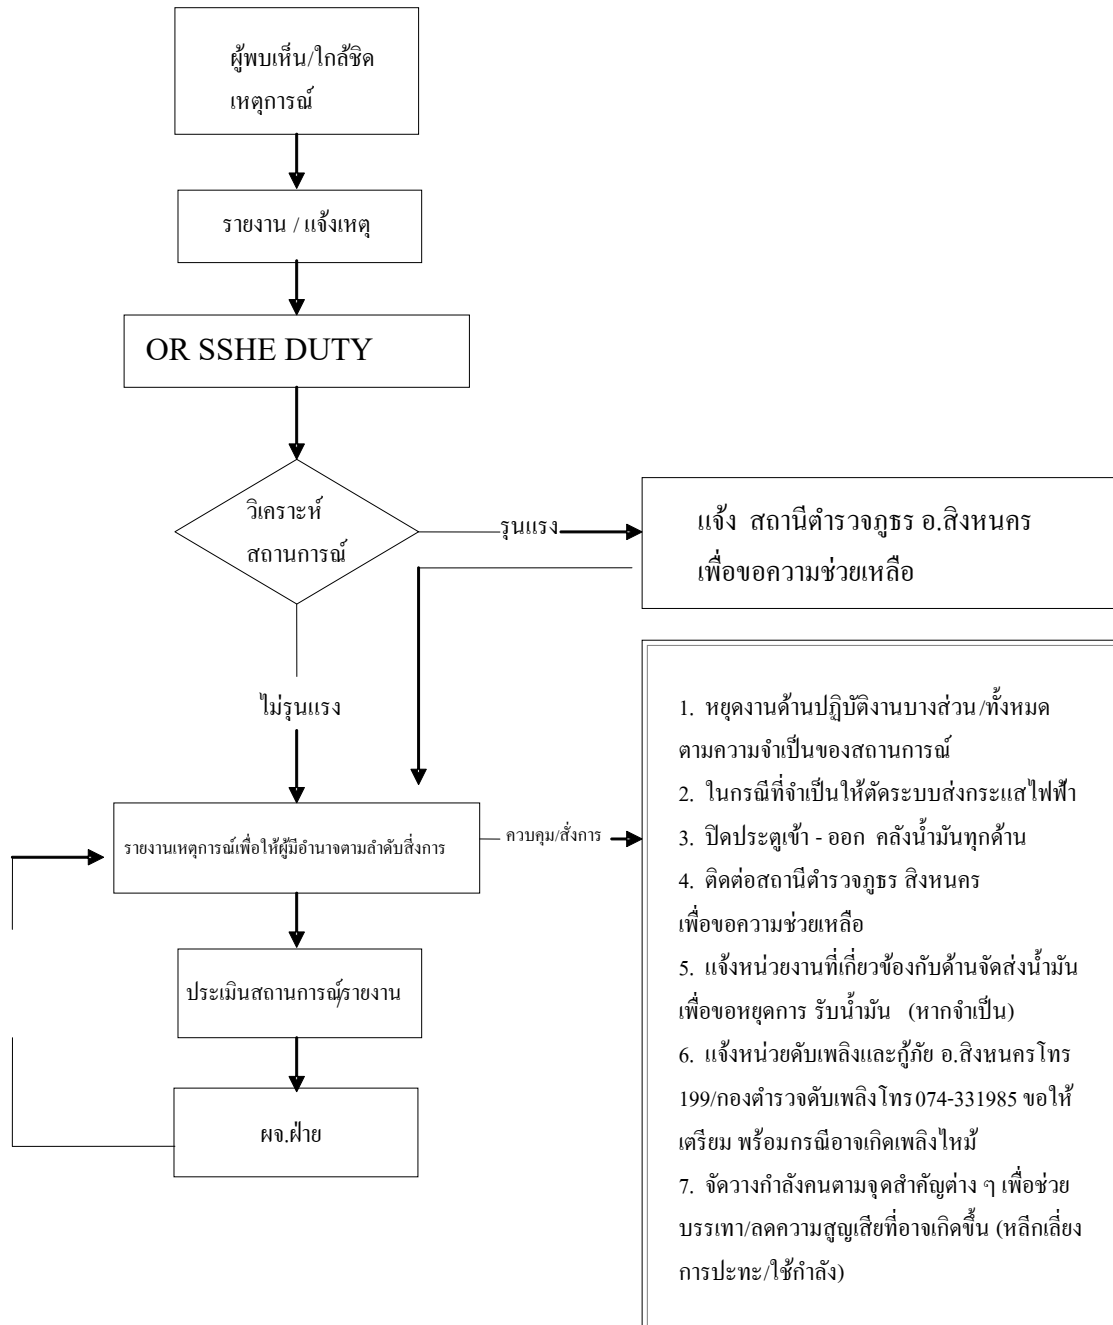 ผู้พบเห็น/ใกล้ชิด
เหตุการณ์
รายงาน / แจ้งเหตุ
OR SSHE DUTY
วิเคราะห์
สถานการณ์
รุนแรง
แจ้ง สถานีตำรวจภูธร อ.สิงหนคร
เพื่อขอความช่วยเหลือ
ไม่รุนแรง
รายงานเหตุการณ์เพื่อให้ผู้มีอำนาจตามลำดับสั่งการ
ควบคุม/สั่งการ
ประเมินสถานการณ์/รายงาน
ผจ.ฝ่าย
1. หยุดงานด้านปฏิบัติงานบางส่วน/ทั้งหมด
ตามความจำเป็นของสถานการณ์
2. ในกรณีที่จำเป็นให้ตัดระบบส่งกระแสไฟฟ้า
3. ปิดประตูเข้า - ออก คลังน้ำมันทุกด้าน
4. ติดต่อสถานีตำรวจภูธร สิงหนคร
เพื่อขอความช่วยเหลือ
5. แจ้งหน่วยงานที่เกี่ยวข้องกับด้านจัดส่งน้ำมัน
เพื่อขอหยุดการ รับน้ำมัน (หากจำเป็น)
6. แจ้งหน่วยดับเพลิงและกู้ภัย อ.สิงหนครโทร
199/กองตำรวจดับเพลิงโทร074-331985 ขอให้
เตรียม พร้อมกรณีอาจเกิดเพลิงไหม้
7. จัดวางกำลังคนตามจุดสำคัญต่าง ๆ เพื่อช่วย
บรรเทา/ลดความสูญเสียที่อาจเกิดขึ้น (หลีกเลี่ยง
การปะทะ/ใช้กำลัง)